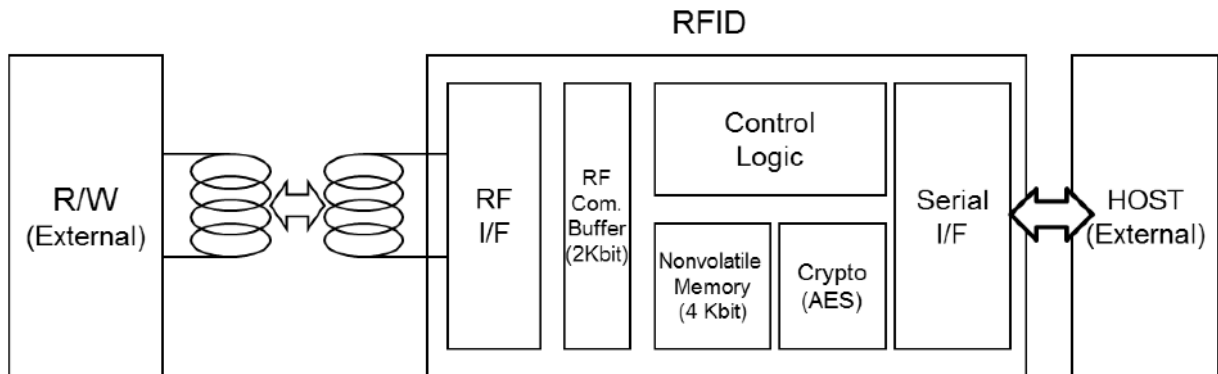 RFID
R/W
(External)
RF
I/F
RF
Com.
Buffer
(2Kbit)
Control
Logic
Nonvolatile
Memory
(4 Kbit)
Crypto
(AES)
Serial
I/F
HOST
(External)